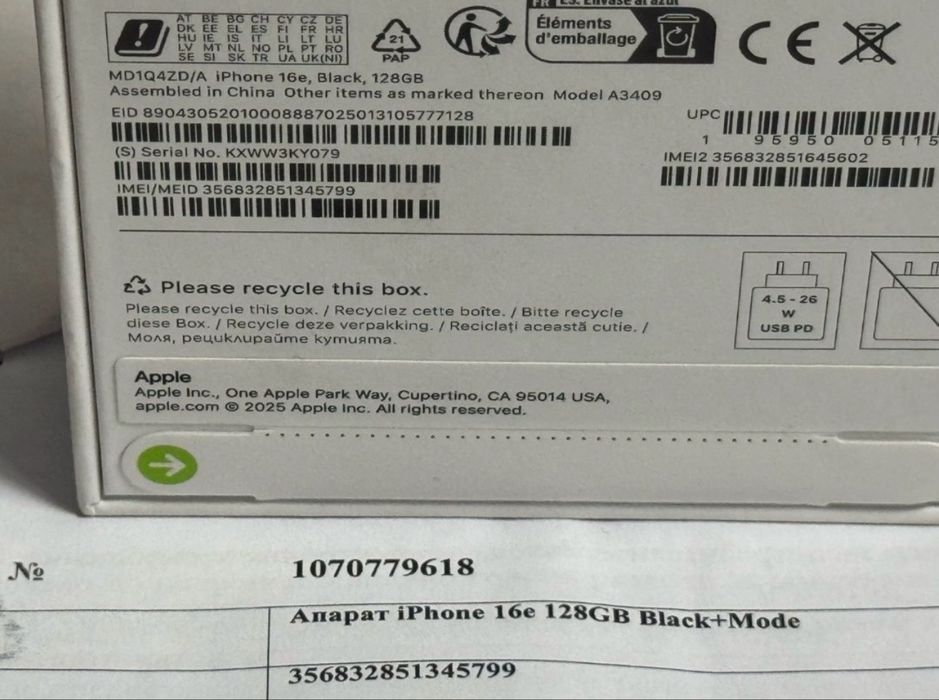 AT BE BG CH CY CZ DE
DK EE EL ES FI FR HR
HU IE IS IT LI LT LU
LV MT NL NO PL PT RO
SE SI SK TR UA UK(NI)
21
PAP
FR
Éléments
d'emballage
CE
MD1Q4ZD/A iPhone 16e, Black, 128GB
Assembled in China Other items as marked thereon Model A3409
EID 89043052010008887025013105777128
UPC
1 95950 05115
(S) Serial No. KXWW3KY079
IMEI2 356832851645602
IMEI/MEID 356832851345799
Please recycle this box.
Please recycle this box. / Recyclez cette boîte. / Bitte recycle
diese Box. / Recycle deze verpakking. / Reciclați această cutie. /
Моля, рециклирайте кутията.
4.5 - 26
W
USB PD
Apple
Apple Inc., One Apple Park Way, Cupertino, CA 95014 USA,
apple.com © 2025 Apple Inc. All rights reserved.
№ 1070779618
Апарат iPhone 16e 128GB Black+Mode
356832851345799